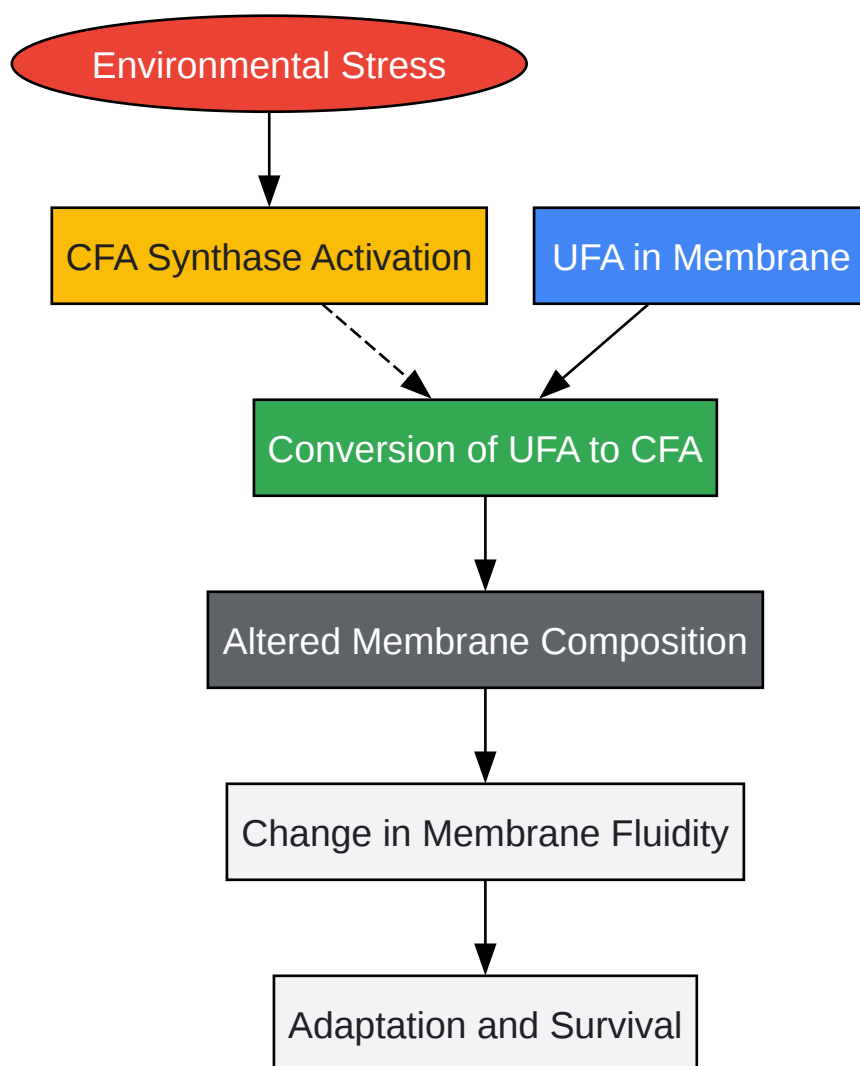 Environmental Stress
CFA Synthase Activation
UFA in Membrane
Conversion of UFA to CFA
Altered Membrane Composition
Change in Membrane Fluidity
Adaptation and Survival